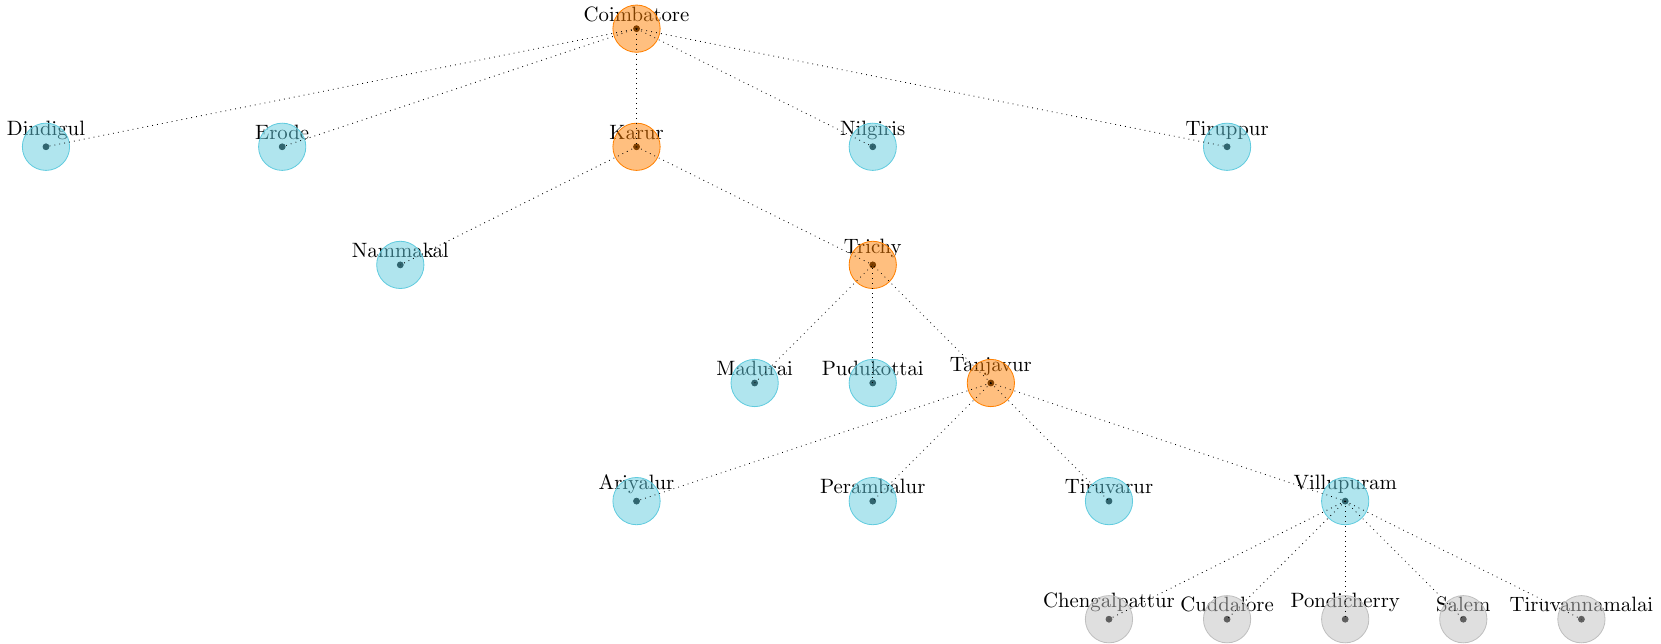 Coimbatore
Dindigul
Erode
Karur
Nilgiris
Tiruppur
Nammakal
Trichy
Madurai
Pudukottai
Tanjavur
Ariyalur
Perambalur
Tiruvarur
Villupuram
Chengalpattur
Cuddalore
Pondicherry
Salem
Tiruvannamalai